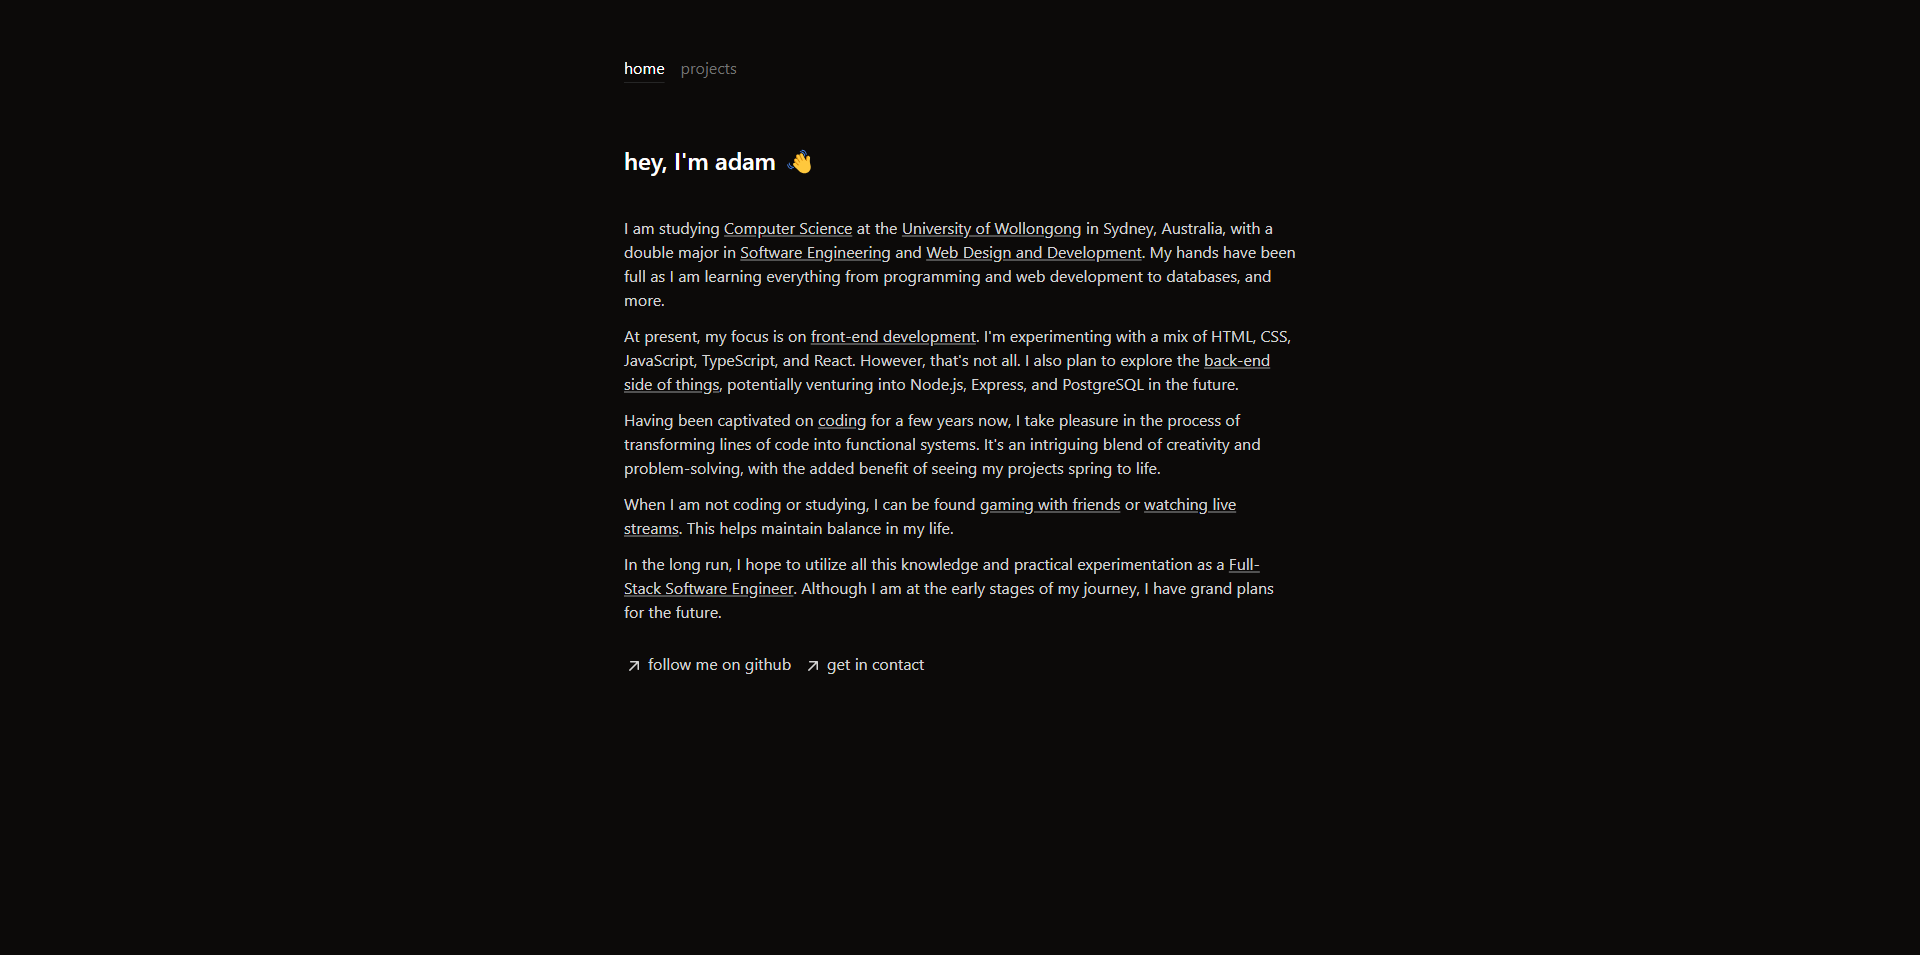 home projects
hey, I'm adam 👋
I am studying Computer Science at the University of Wollongong in Sydney, Australia, with a
double major in Software Engineering and Web Design and Development. My hands have been
full as I am learning everything from programming and web development to databases, and
more.
At present, my focus is on front-end development. I'm experimenting with a mix of HTML, CSS,
JavaScript, TypeScript, and React. However, that's not all. I also plan to explore the back-end
side of things, potentially venturing into Node.js, Express, and PostgreSQL in the future.
Having been captivated on coding for a few years now, I take pleasure in the process of
transforming lines of code into functional systems. It's an intriguing blend of creativity and
problem-solving, with the added benefit of seeing my projects spring to life.
When I am not coding or studying, I can be found gaming with friends or watching live
streams. This helps maintain balance in my life.
In the long run, I hope to utilize all this knowledge and practical experimentation as a Full-
Stack Software Engineer. Although I am at the early stages of my journey, I have grand plans
for the future.
follow me on github get in contact